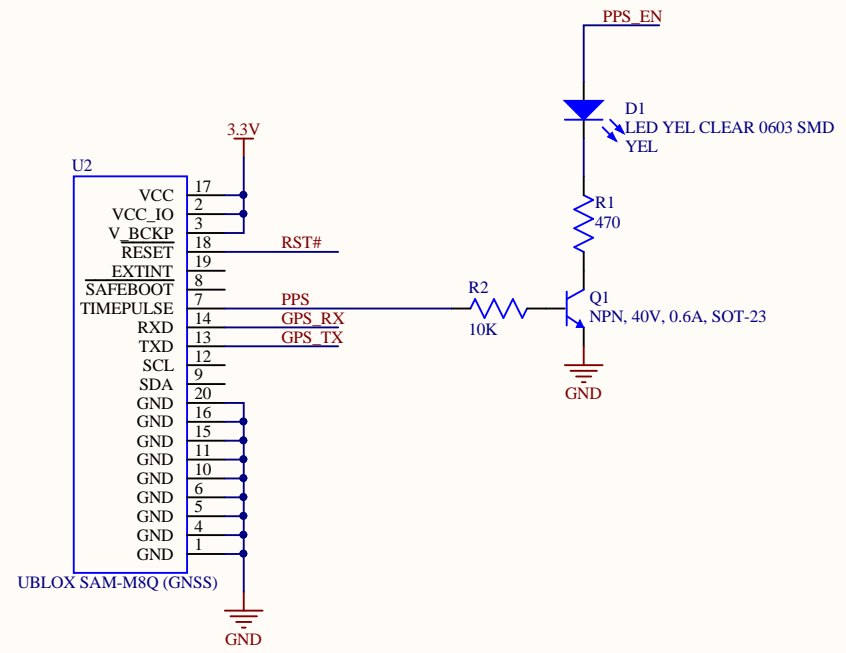 PPS_EN
D1
LED YEL CLEAR 0603 SMD
YEL
3.3V
U2
VCC 17
VCC_IO 2
V_BCKP 3
RESET 18 RST#
EXTINT 19
SAFEBOOT 8
TIMEPULSE 7 PPS
RXD 14 GPS_RX
TXD 13 GPS_TX
SCL 12
SDA 9
GND 20
GND 16
GND 15
GND 11
GND 10
GND 6
GND 5
GND 4
GND 1
UBLOX SAM-M8Q (GNSS)
GND
R1
470
R2
10K
Q1
NPN, 40V, 0.6A, SOT-23
GND